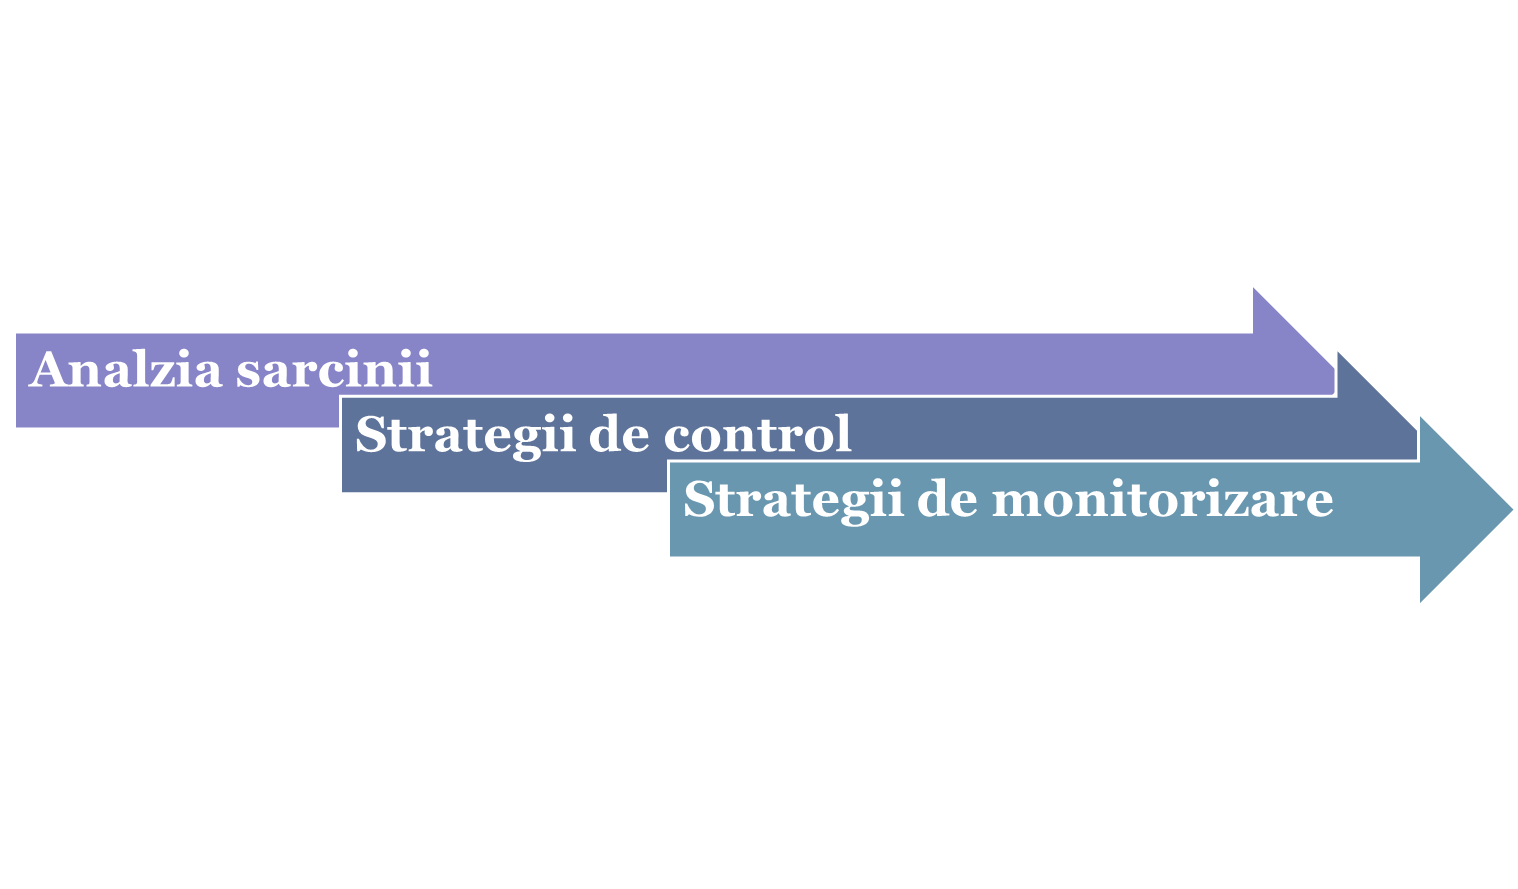 Analzia sarcinii
Strategii de control
Strategii de monitorizare